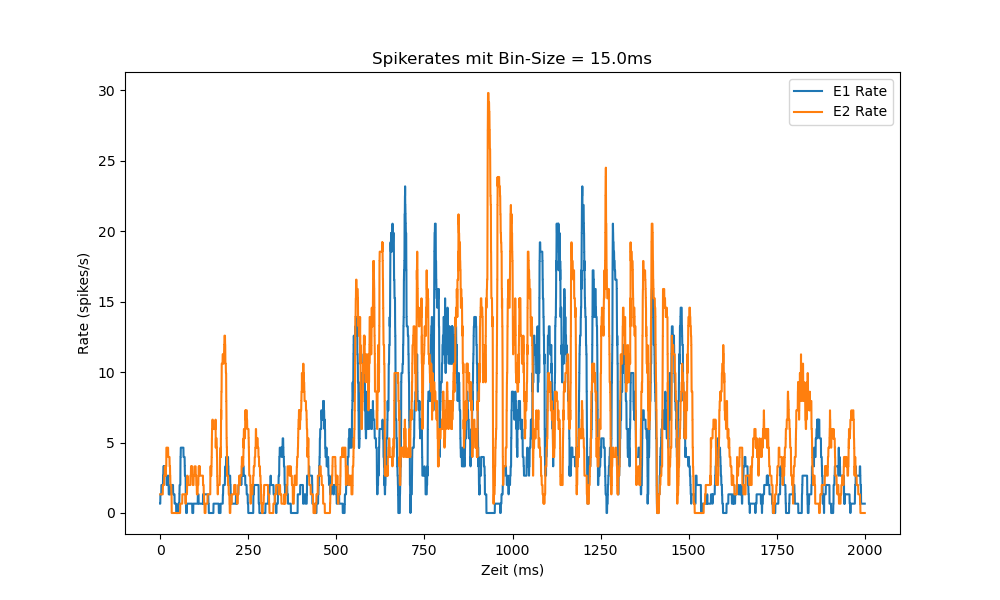 Spikerates mit Bin-Size = 15.0ms
E1 Rate
E2 Rate
30
25
20
15
10
5
0
Rate (spikes/s)
0 250 500 750 1000 1250 1500 1750 2000
Zeit (ms)